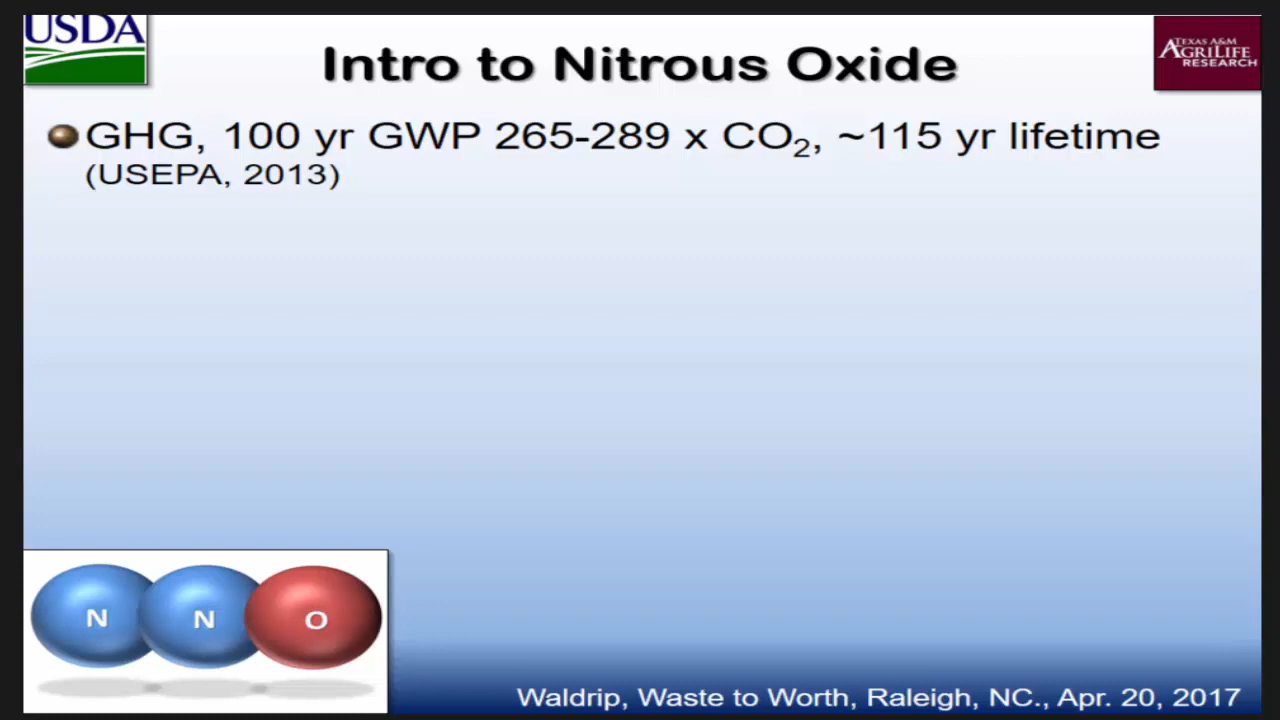 USDA
Intro to Nitrous Oxide
TEXAS A&M
AGRILIFE
RESEARCH
GHG, 100 yr GWP 265-289 x CO₂, ~115 yr lifetime
(USEPA, 2013)
N N O
Waldrip, Waste to Worth, Raleigh, NC., Apr. 20, 2017